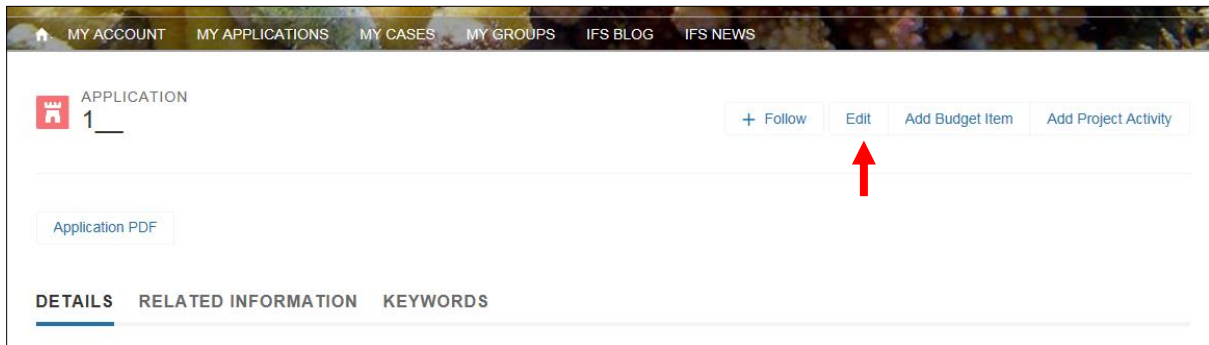 MY ACCOUNT MY APPLICATIONS MY CASES MY GROUPS IFS BLOG IFS NEWS
APPLICATION
1__
+ Follow Edit Add Budget Item Add Project Activity
Application PDF
DETAILS RELATED INFORMATION KEYWORDS